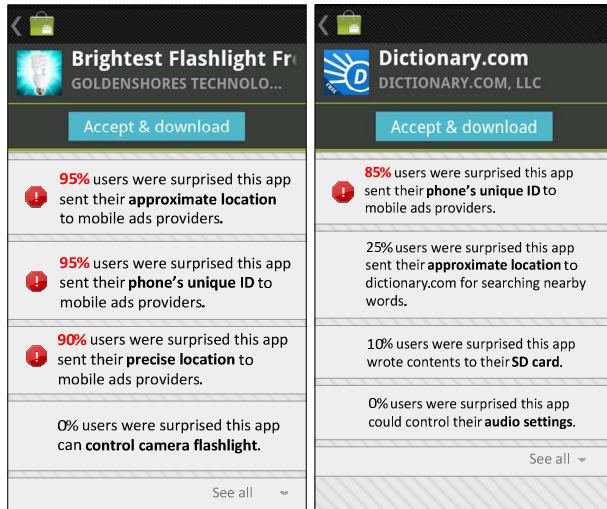 Brightest Flashlight Fre
GOLDENSHORES TECHNOLO...
Accept & download
95% users were surprised this app
sent their approximate location
to mobile ads providers.
95% users were surprised this app
sent their phone's unique ID to
mobile ads providers.
90% users were surprised this app
sent their precise location to
mobile ads providers.
0% users were surprised this app
can control camera flashlight.
See all
Dictionary.com
DICTIONARY.COM, LLC
D
FREE
Accept & download
85% users were surprised this app
sent their phone's unique ID to
mobile ads providers.
25% users were surprised this app
sent their approximate location to
dictionary.com for searching nearby
words.
10% users were surprised this app
wrote contents to their SD card.
0% users were surprised this app
could control their audio settings.
See all